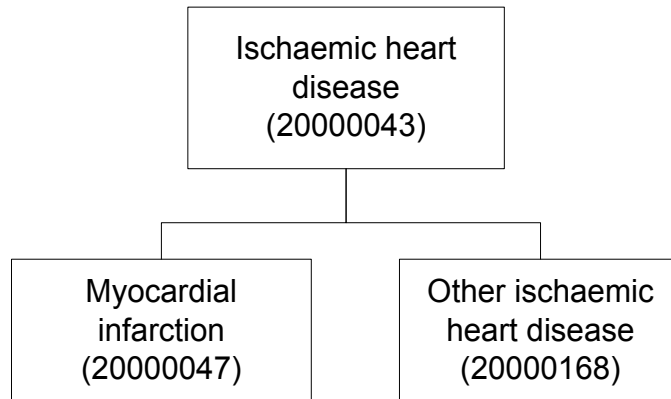 Ischaemic heart
disease
(20000043)
Myocardial
infarction
(20000047)
Other ischaemic
heart disease
(20000168)